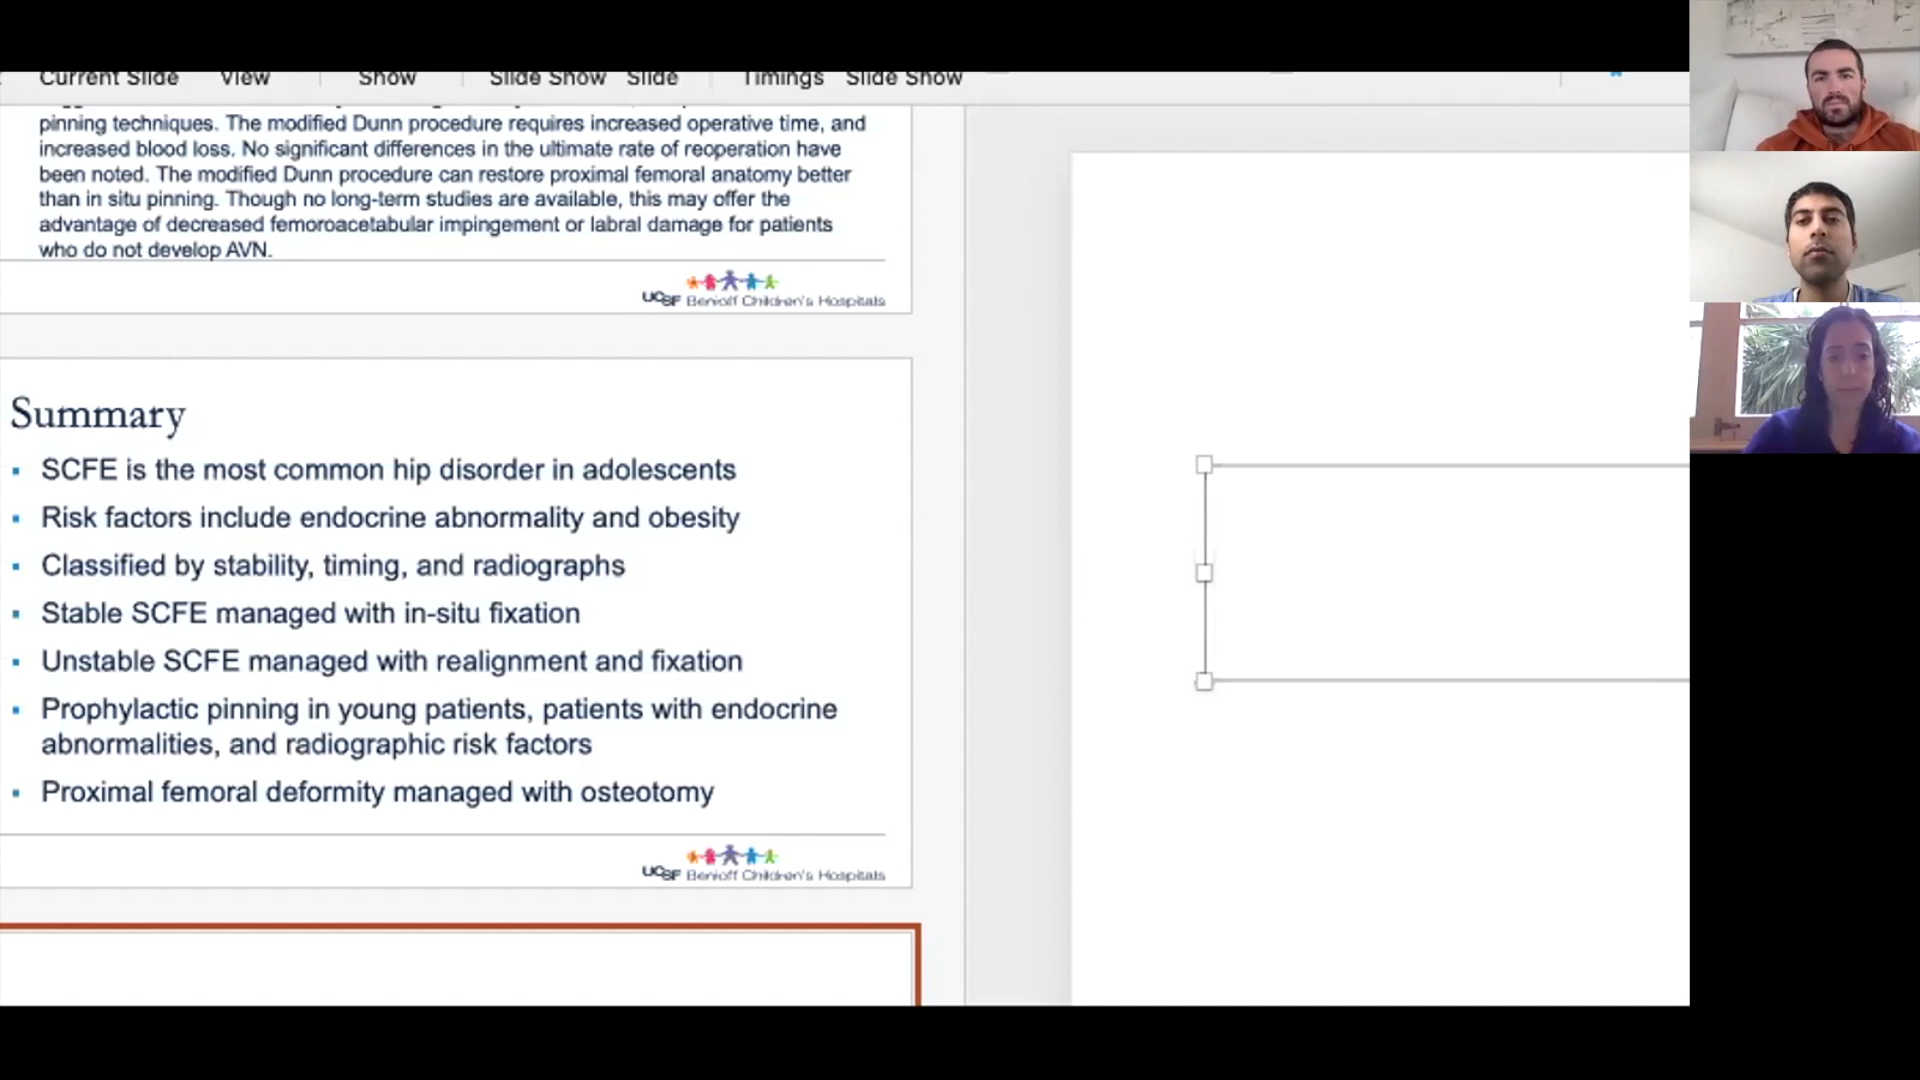 Current Slide View Show Slide Show Slide Timings Slide Show
pinning techniques. The modified Dunn procedure requires increased operative time, and
increased blood loss. No significant differences in the ultimate rate of reoperation have
been noted. The modified Dunn procedure can restore proximal femoral anatomy better
than in situ pinning. Though no long-term studies are available, this may offer the
advantage of decreased femoroacetabular impingement or labral damage for patients
who do not develop AVN.
UCSF Benioff Children's Hospitals
Summary
▪ SCFE is the most common hip disorder in adolescents
▪ Risk factors include endocrine abnormality and obesity
▪ Classified by stability, timing, and radiographs
▪ Stable SCFE managed with in-situ fixation
▪ Unstable SCFE managed with realignment and fixation
▪ Prophylactic pinning in young patients, patients with endocrine
abnormalities, and radiographic risk factors
▪ Proximal femoral deformity managed with osteotomy
UCSF Benioff Children's Hospitals